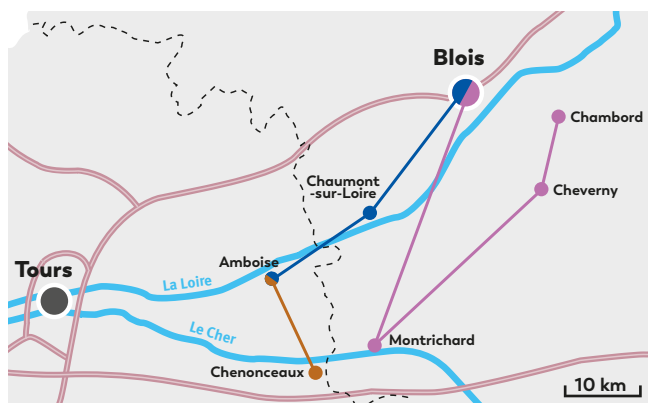 Blois
Chambord
Chaumont
-sur-Loire
Cheverny
Amboise
Tours
La Loire
Le Cher
Montrichard
Chenonceaux
10 km